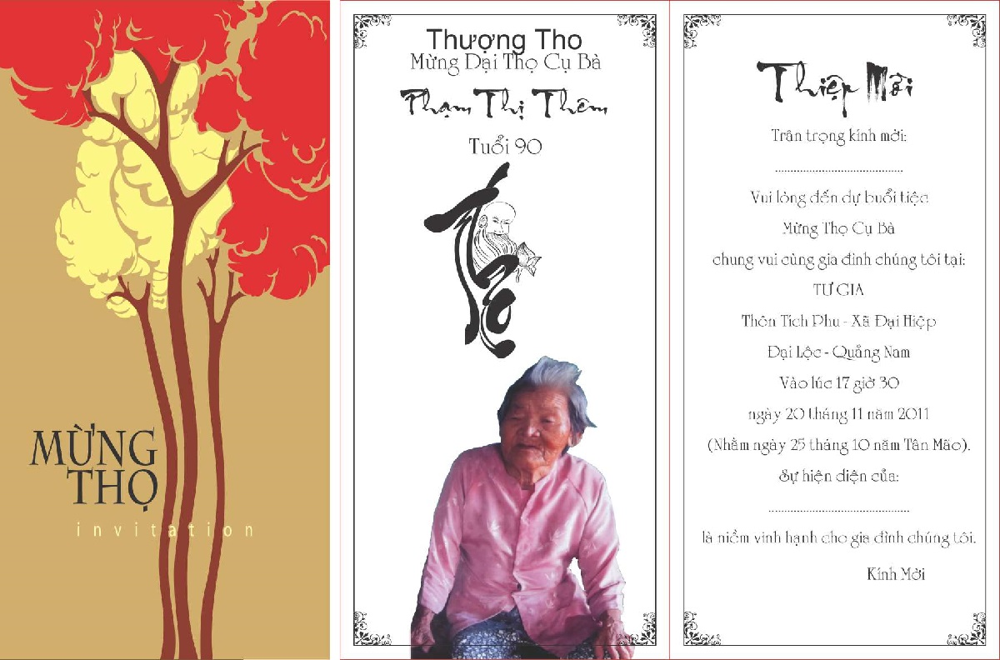 MỪNG
THỌ
invitation
Thượng Thọ
Mừng Đại Thọ Cụ Bà
Phạm Thị Thêm
Tuổi 90
Thọ
Thiệp Mời
Trân trọng kính mời:
Vui lòng đến dự buổi tiệc
Mừng Thọ Cụ Bà
chung vui cùng gia đình chúng tôi tại:
TƯ GIA
Thôn Tích Phu - Xã Đại Hiệp
Đại Lộc - Quảng Nam
Vào lúc 17 giờ 30
ngày 20 tháng 11 năm 2011
(Nhằm ngày 25 tháng 10 năm Tân Mão).
Sự hiện diện của:
là niềm vinh hạnh cho gia đình chúng tôi.
Kính Mời